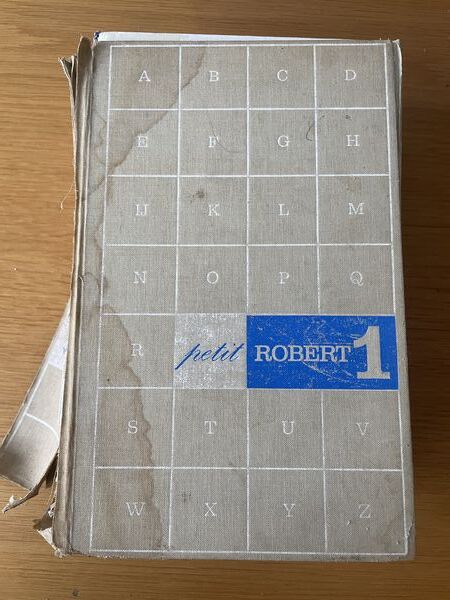 A B C D
E F G H
IJ K L M
N O P Q
R petit ROBERT 1
S T U V
W X Y Z